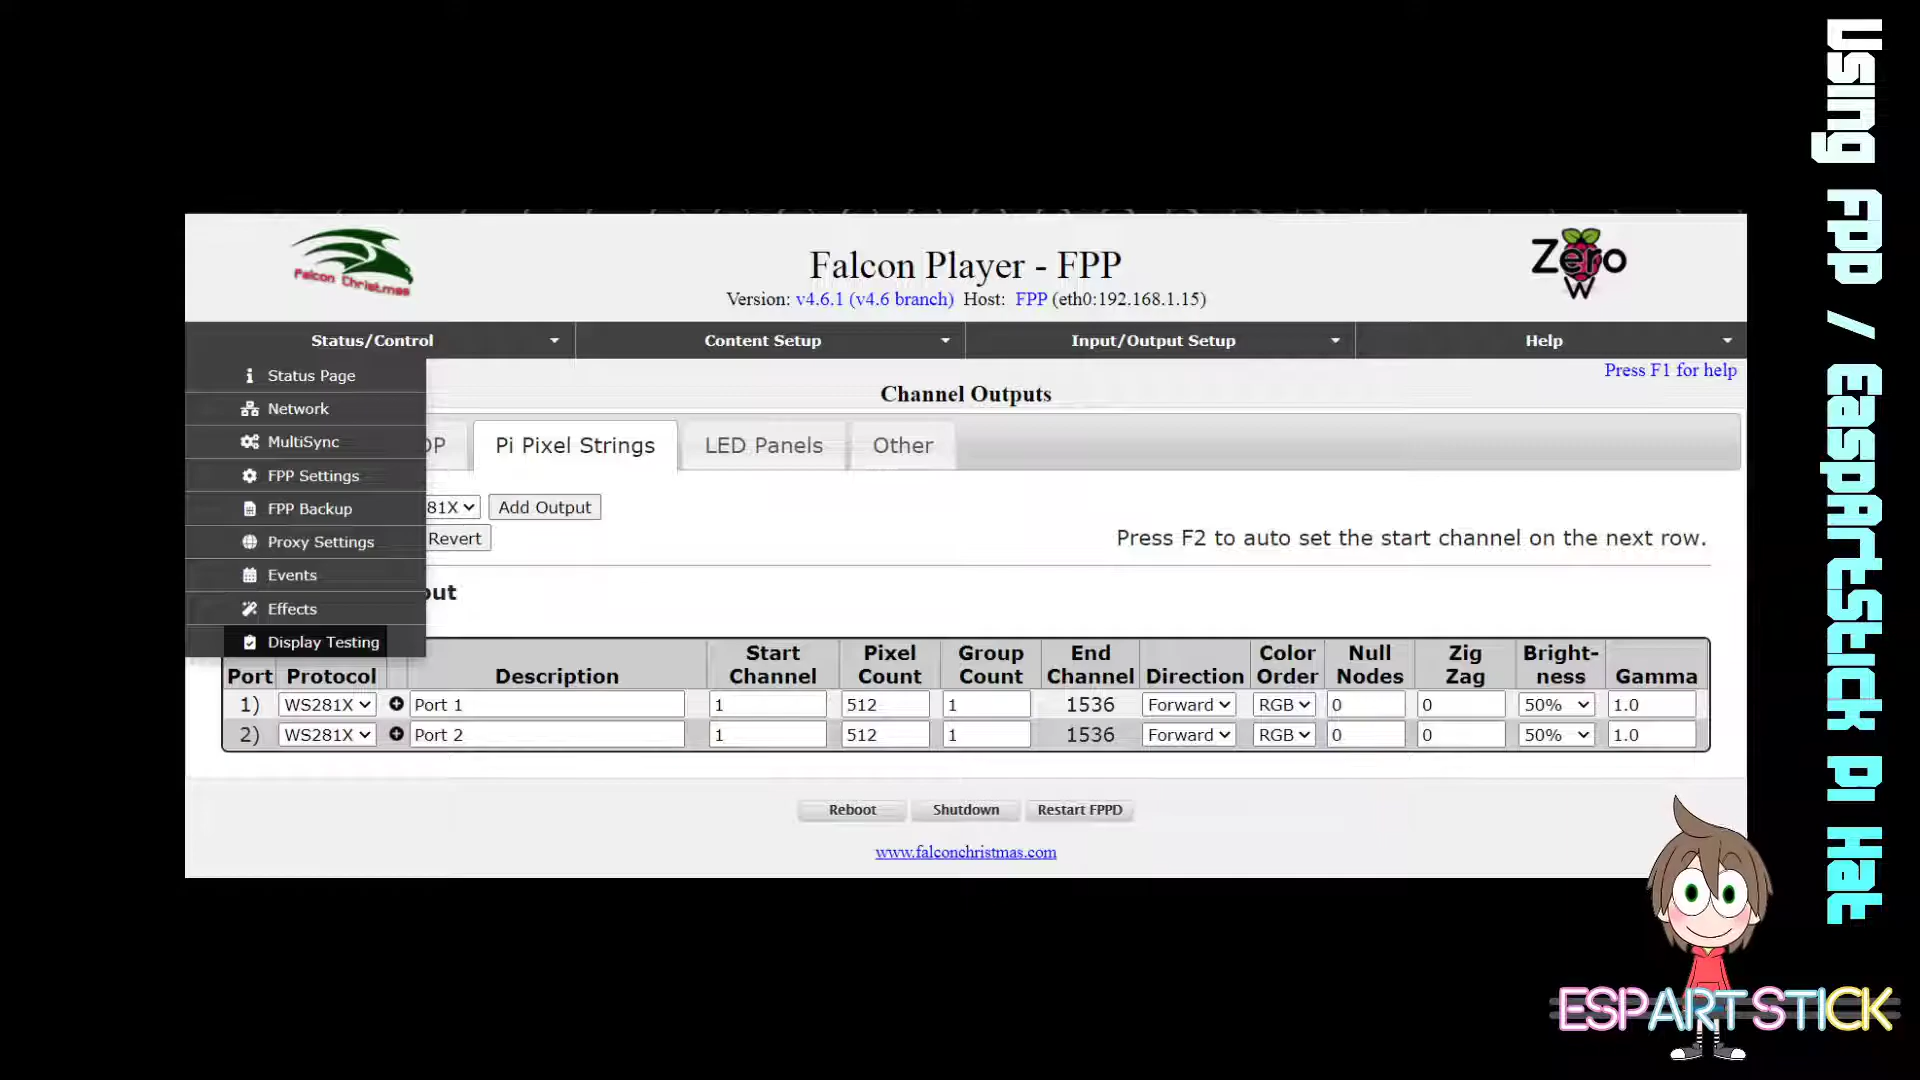 Using FPP / EaspArtStick PI Hat
Falcon Christmas
Falcon Player - FPP
Version: v4.6.1 (v4.6 branch) Host: FPP (eth0:192.168.1.15)
Zero
W
Status/Control
Content Setup
Input/Output Setup
Help
Press F1 for help
Channel Outputs
Status Page
Network
MultiSync
FPP Settings
FPP Backup
Proxy Settings
Events
Effects
Display Testing
DP
Pi Pixel Strings
LED Panels
Other
81X
Add Output
Revert
Press F2 to auto set the start channel on the next row.
out
Port Protocol Description Start Channel Pixel Count Group Count End Channel Direction Color Order Null Nodes Zig Zag Bright-ness Gamma
1) WS281X Port 1 1 512 1 1536 Forward RGB 0 0 50% 1.0
2) WS281X Port 2 1 512 1 1536 Forward RGB 0 0 50% 1.0
Reboot
Shutdown
Restart FPPD
www.falconchristmas.com
ESPARTSTICK